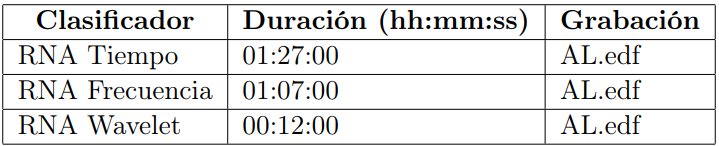 Clasificador Duración (hh:mm:ss) Grabación
RNA Tiempo 01:27:00 AL.edf
RNA Frecuencia 01:07:00 AL.edf
RNA Wavelet 00:12:00 AL.edf